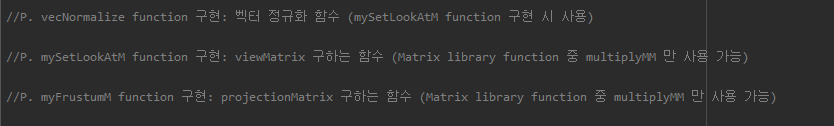 //P. vecNormalize function 구현: 벡터 정규화 함수 (mySetLookAtM function 구현 시 사용)
//P. mySetLookAtM function 구현: viewMatrix 구하는 함수 (Matrix library function 중 multiplyMM 만 사용 가능)
//P. myFrustumM function 구현: projectionMatrix 구하는 함수 (Matrix library function 중 multiplyMM 만 사용 가능)